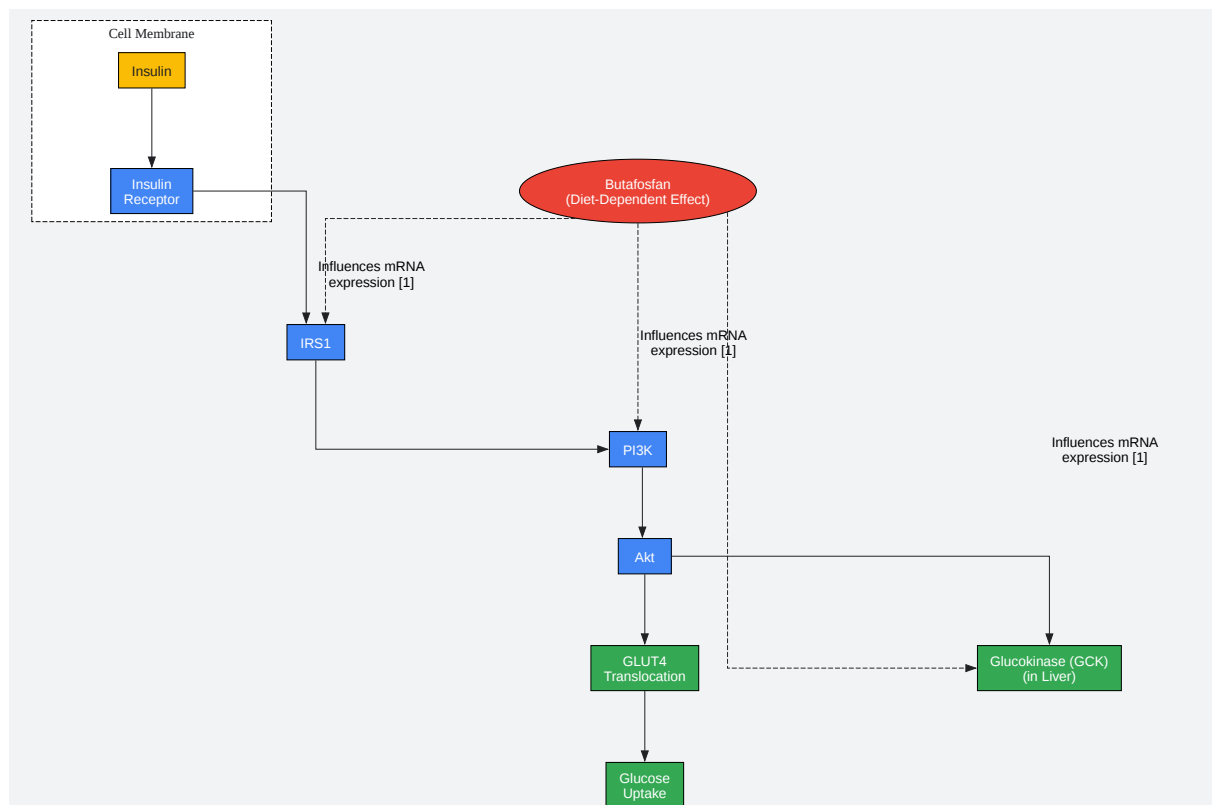 Cell Membrane
Insulin
Insulin
Receptor
Butafosfan
(Diet-Dependent Effect)
Influences mRNA
expression [1]
IRS1
Influences mRNA
expression [1]
PI3K
Influences mRNA
expression [1]
Akt
GLUT4
Translocation
Glucokinase (GCK)
(in Liver)
Glucose
Uptake